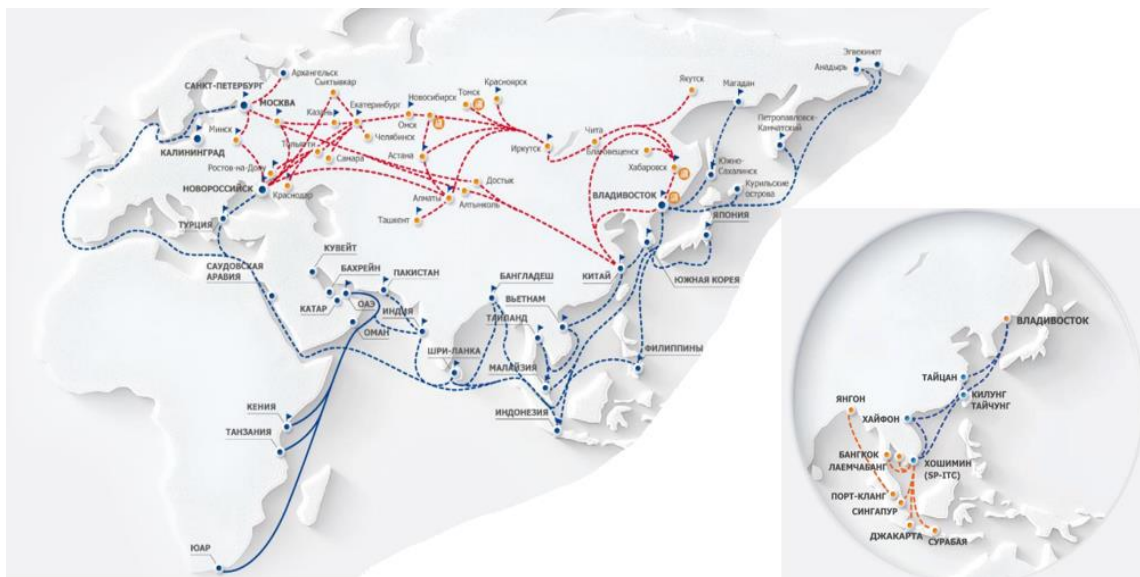 Эгвекинот
Анадырь
Архангельск
Сыктывкар
Красноярск
Якутск
Магадан
САНКТ-ПЕТЕРБУРГ
МОСКВА
Казань
Екатеринбург
Новосибирск
Томск
Петропавловск-
Камчатский
Минск
Омск
Челябинск
Иркутск
Чита
Благовещенск
КАЛИНИНГРАД
Тольятти
Самара
Астана
Хабаровск
Южно-
Сахалинск
Ростов-на-Дону
Достык
Курильские
острова
НОВОРОССИЙСК
Краснодар
Алматы
Алтынколь
ВЛАДИВОСТОК
Ташкент
ЯПОНИЯ
ТУРЦИЯ
КУВЕЙТ
САУДОВСКАЯ
АРАВИЯ
БАХРЕЙН
ПАКИСТАН
БАНГЛАДЕШ
КИТАЙ
ЮЖНАЯ КОРЕЯ
КАТАР
ОАЭ
ИНДИЯ
ВЬЕТНАМ
ОМАН
ТАИЛАНД
ШРИ-ЛАНКА
МАЛАЙЗИЯ
ФИЛИППИНЫ
ИНДОНЕЗИЯ
КЕНИЯ
ТАНЗАНИЯ
ЮАР
ВЛАДИВОСТОК
ТАЙЦАН
КИЛУНГ
ТАЙЧУНГ
ЯНГОН
ХАЙФОН
БАНГКОК
ЛАЕМЧАБАНГ
ХОШИМИН
(SP-ITC)
ПОРТ-КЛАНГ
СИНГАПУР
ДЖАКАРТА
СУРАБАЯ